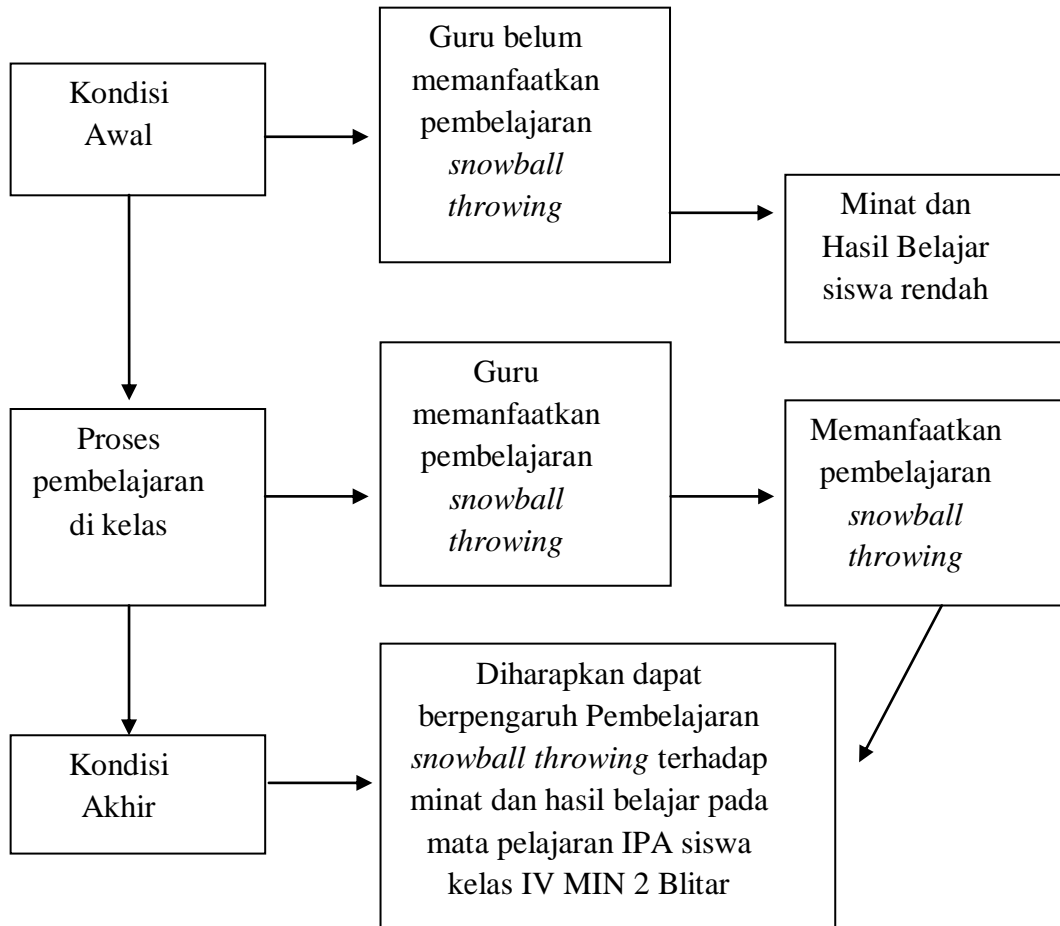 Kondisi
Awal
Guru belum
memanfaatkan
pembelajaran
snowball
throwing
Minat dan
Hasil Belajar
siswa rendah
Proses
pembelajaran
di kelas
Guru
memanfaatkan
pembelajaran
snowball
throwing
Memanfaatkan
pembelajaran
snowball
throwing
Kondisi
Akhir
Diharapkan dapat
berpengaruh Pembelajaran
snowball throwing terhadap
minat dan hasil belajar pada
mata pelajaran IPA siswa
kelas IV MIN 2 Blitar